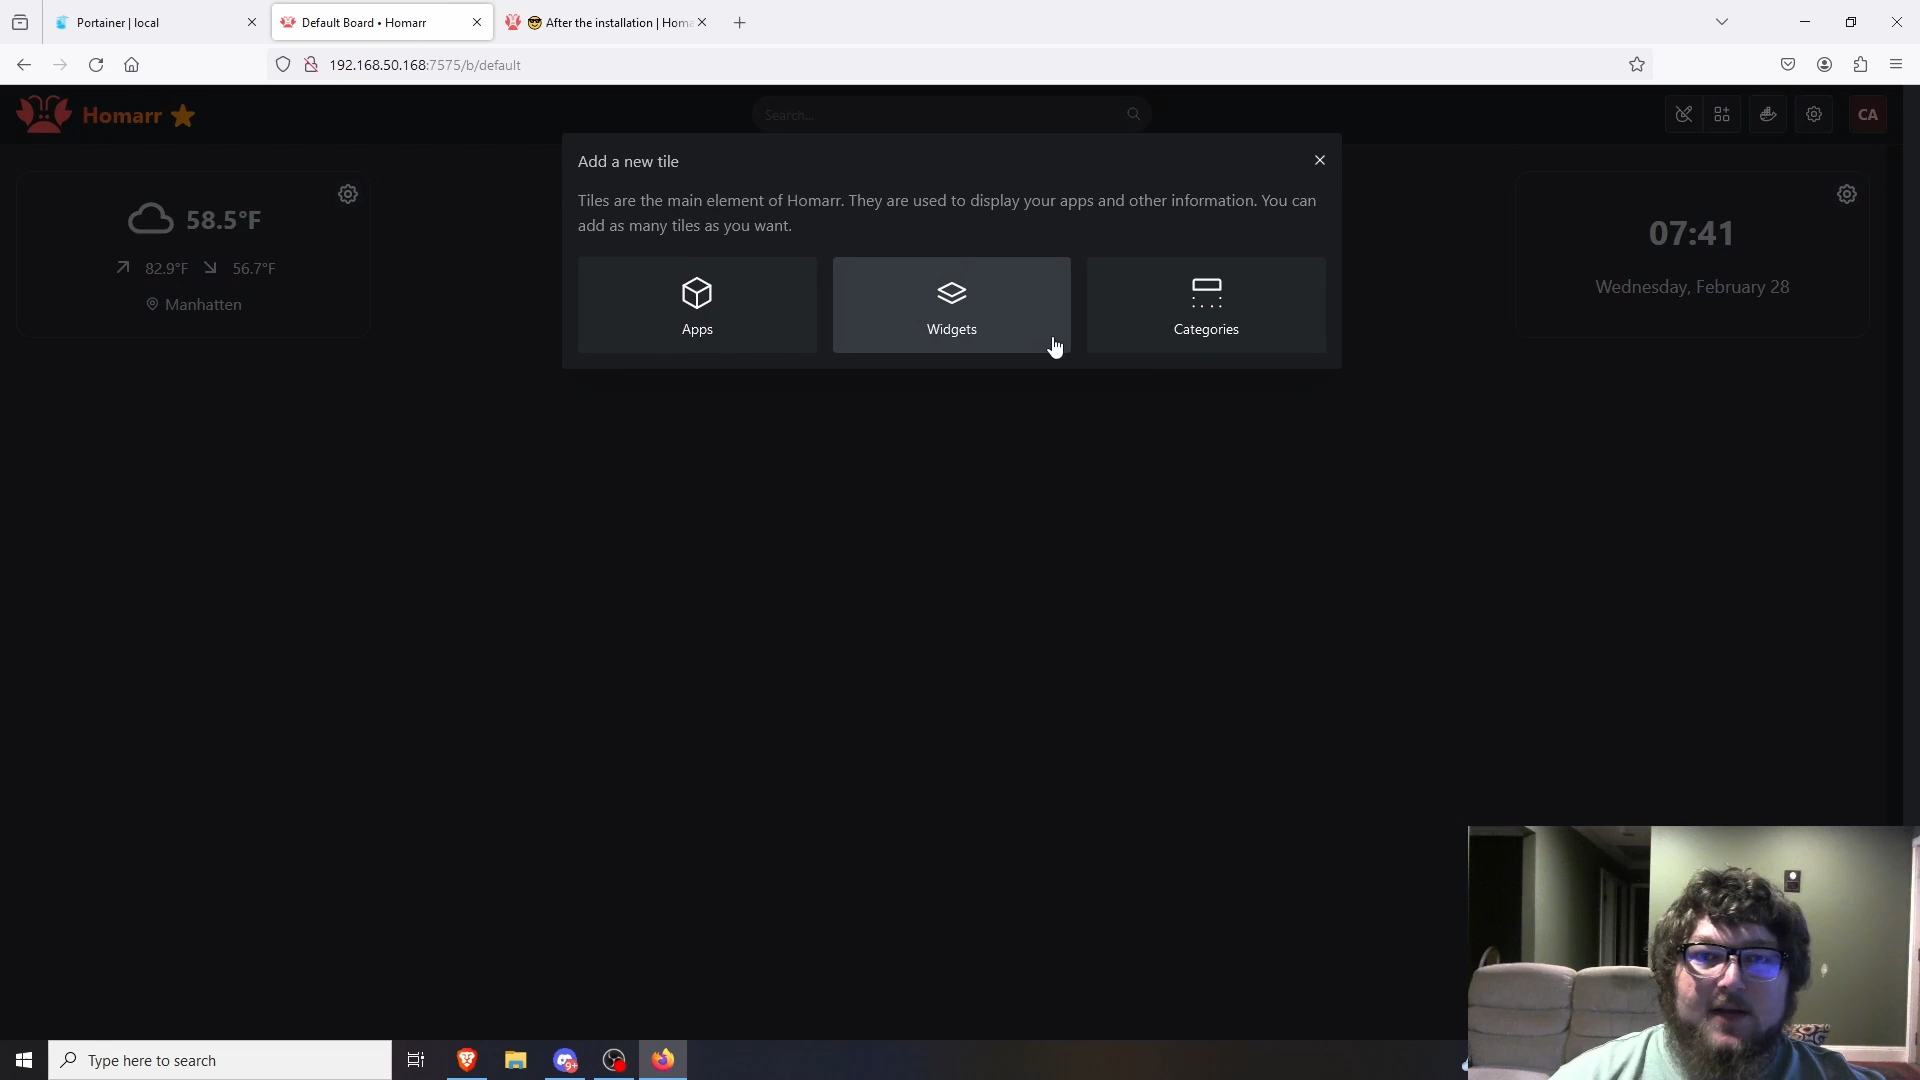 Portainer | local
Default Board • Homarr
😎 After the installation | Homa
192.168.50.168:7575/b/default
Homarr ⭐
Search...
CA
Add a new tile
Tiles are the main element of Homarr. They are used to display your apps and other information. You can
add as many tiles as you want.
Apps
Widgets
Categories
58.5°F
82.9°F
56.7°F
Manhatten
07:41
Wednesday, February 28
Type here to search
9+